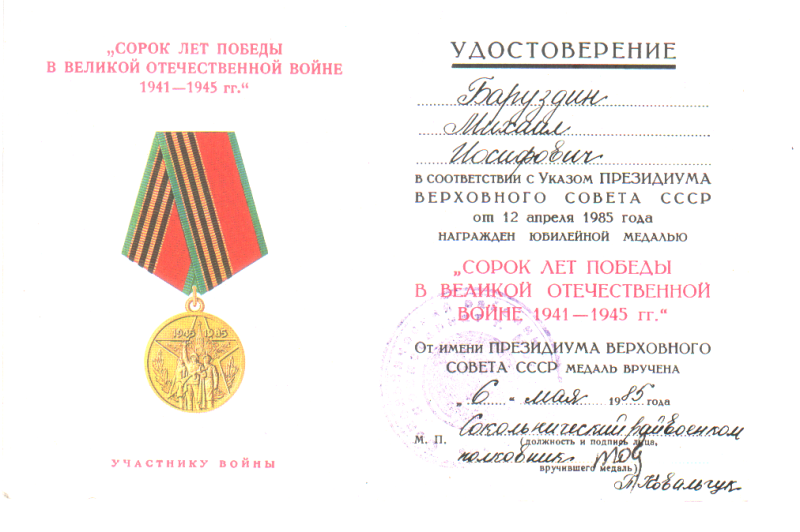 „СОРОК ЛЕТ ПОБЕДЫ
В ВЕЛИКОЙ ОТЕЧЕСТВЕННОЙ ВОЙНЕ
1941—1945 гг.“
1945 1985
УЧАСТНИКУ ВОЙНЫ
УДОСТОВЕРЕНИЕ
Баруздин
Михаил
Иосифович
В СООТВЕТСТВИИ С УКАЗОМ ПРЕЗИДИУМА
ВЕРХОВНОГО СОВЕТА СССР
от 12 апреля 1985 года
НАГРАЖДЕН ЮБИЛЕЙНОЙ МЕДАЛЬЮ
„СОРОК ЛЕТ ПОБЕДЫ
В ВЕЛИКОЙ ОТЕЧЕСТВЕННОЙ
ВОЙНЕ 1941—1945 гг.“
От имени ПРЕЗИДИУМА ВЕРХОВНОГО
СОВЕТА СССР МЕДАЛЬ ВРУЧЕНА
„6“ мая 1985 года
Сокольнический райвоенком
М. П. (должность и подпись лица,
полковник
вручившего медаль)
П. Ковальчук